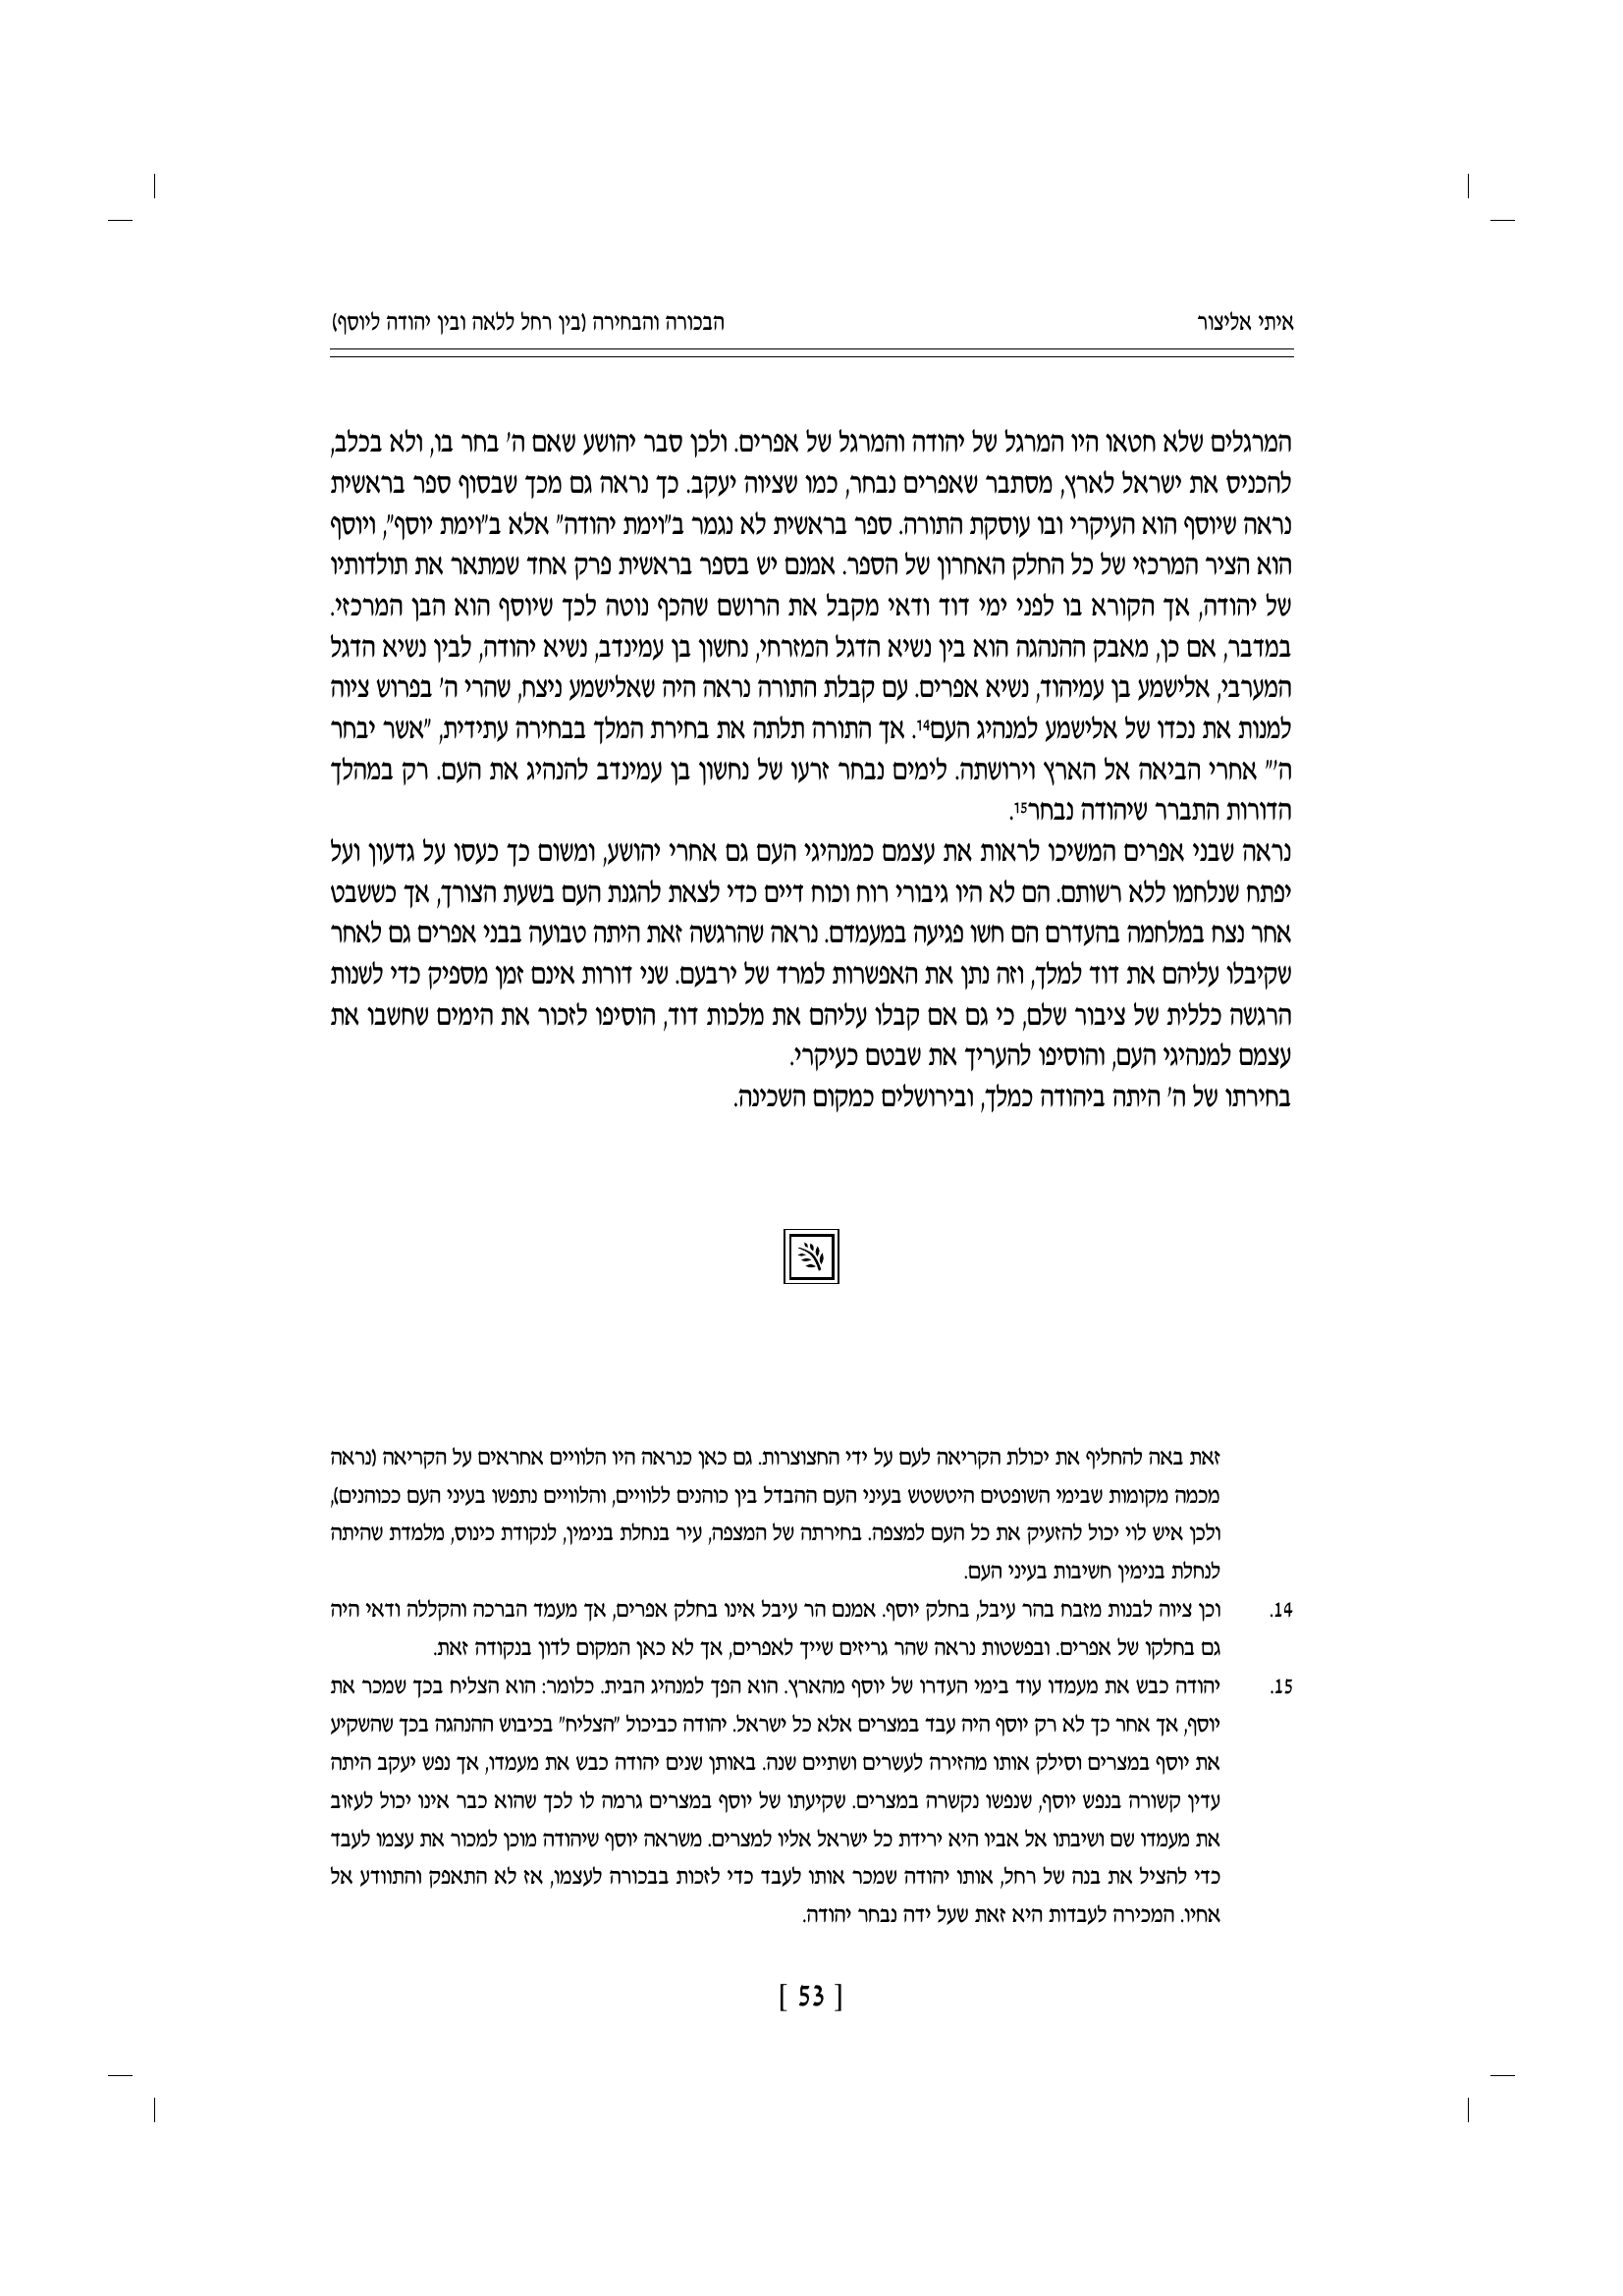 איתי אליצור
הבכורה והבחירה (בין רחל ללאה ובין יהודה ליוסף)
המרגלים שלא חטאו היו המרגל של יהודה והמרגל של אפרים. ולכן סבר יהושע שאם ה' בחר בו, ולא בכלב,
להכניס את ישראל לארץ, מסתבר שאפרים נבחר, כמו שציוה יעקב. כך נראה גם מכך שבסוף ספר בראשית
נראה שיוסף הוא העיקרי ובו עוסקת התורה. ספר בראשית לא נגמר ב"וימת יהודה" אלא ב"וימת יוסף", ויוסף
הוא הציר המרכזי של כל החלק האחרון של הספר. אמנם יש בספר בראשית פרק אחד שמתאר את תולדותיו
של יהודה, אך הקורא בו לפני ימי דוד ודאי מקבל את הרושם שהכף נוטה לכך שיוסף הוא הבן המרכזי.
במדבר, אם כן, מאבק ההנהגה הוא בין נשיא הדגל המזרחי, נחשון בן עמינדב, נשיא יהודה, לבין נשיא הדגל
המערבי, אלישמע בן עמיהוד, נשיא אפרים. עם קבלת התורה נראה היה שאלישמע ניצח, שהרי ה' בפרוש ציוה
למנות את נכדו של אלישמע למנהיג העם14. אך התורה תלתה את בחירת המלך בבחירה עתידית, "אשר יבחר
ה'" אחרי הביאה אל הארץ וירושתה. לימים נבחר זרעו של נחשון בן עמינדב להנהיג את העם. רק במהלך
הדורות התברר שיהודה נבחר15.
נראה שבני אפרים המשיכו לראות את עצמם כמנהיגי העם גם אחרי יהושע, ומשום כך כעסו על גדעון ועל
יפתח שנלחמו ללא רשותם. הם לא היו גיבורי רוח וכוח דיים כדי לצאת להגנת העם בשעת הצורך, אך כששבט
אחר נצח במלחמה בהעדרם הם חשו פגיעה במעמדם. נראה שהרגשה זאת היתה טבועה בבני אפרים גם לאחר
שקיבלו עליהם את דוד למלך, וזה נתן את האפשרות למרד של ירבעם. שני דורות אינם זמן מספיק כדי לשנות
הרגשה כללית של ציבור שלם, כי גם אם קבלו עליהם את מלכות דוד, הוסיפו לזכור את הימים שחשבו את
עצמם למנהיגי העם, והוסיפו להעריך את שבטם כעיקרי.
בחירתו של ה' היתה ביהודה כמלך, ובירושלים כמקום השכינה.
זאת באה להחליף את יכולת הקריאה לעם על ידי החצוצרות. גם כאן כנראה היו הלוויים אחראים על הקריאה (נראה
מכמה מקומות שבימי השופטים היטשטש בעיני העם ההבדל בין כוהנים ללוויים, והלוויים נתפשו בעיני העם ככוהנים),
ולכן איש לוי יכול להזעיק את כל העם למצפה. בחירתה של המצפה, עיר בנחלת בנימין, לנקודת כינוס, מלמדת שהיתה
לנחלת בנימין חשיבות בעיני העם.
14. וכן ציוה לבנות מזבח בהר עיבל, בחלק יוסף. אמנם הר עיבל אינו בחלק אפרים, אך מעמד הברכה והקללה ודאי היה
גם בחלקו של אפרים. ובפשטות נראה שהר גריזים שייך לאפרים, אך לא כאן המקום לדון בנקודה זאת.
15. יהודה כבש את מעמדו עוד בימי העדרו של יוסף מהארץ. הוא הפך למנהיג הבית. כלומר: הוא הצליח בכך שמכר את
יוסף, אך אחר כך לא רק יוסף היה עבד במצרים אלא כל ישראל. יהודה כביכול "הצליח" בכיבוש ההנהגה בכך שהשקיע
את יוסף במצרים וסילק אותו מהזירה לעשרים ושתיים שנה. באותן שנים יהודה כבש את מעמדו, אך נפש יעקב היתה
עדין קשורה בנפש יוסף, שנפשו נקשרה במצרים. שקיעתו של יוסף במצרים גרמה לו לכך שהוא כבר אינו יכול לעזוב
את מעמדו שם ושיבתו אל אביו היא ירידת כל ישראל אליו למצרים. משראה יוסף שיהודה מוכן למכור את עצמו לעבד
כדי להציל את בנה של רחל, אותו יהודה שמכר אותו לעבד כדי לזכות בבכורה לעצמו, אז לא התאפק והתוודע אל
אחיו. המכירה לעבדות היא זאת שעל ידה נבחר יהודה.
[ 53 ]